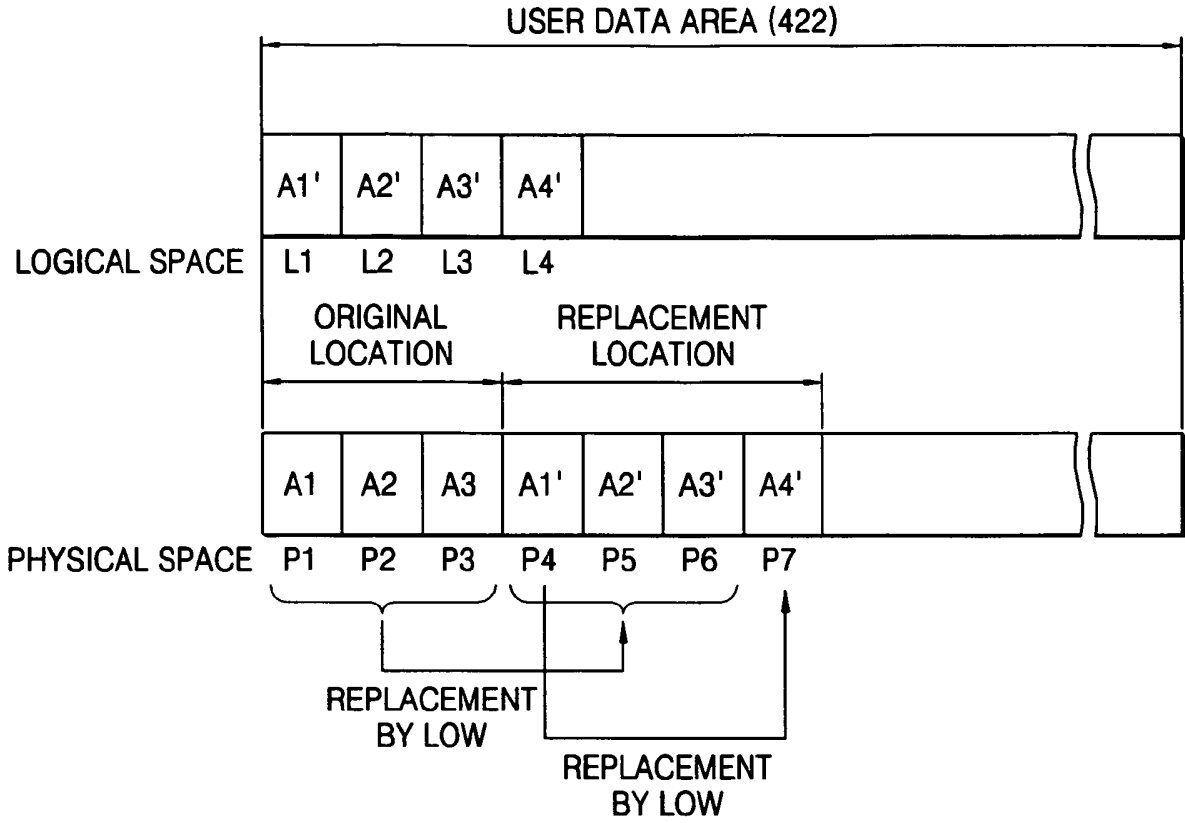 USER DATA AREA (422)
A1' A2' A3' A4'
LOGICAL SPACE L1 L2 L3 L4
ORIGINAL LOCATION
REPLACEMENT LOCATION
A1 A2 A3 A1' A2' A3' A4'
PHYSICAL SPACE P1 P2 P3 P4 P5 P6 P7
REPLACEMENT
BY LOW
REPLACEMENT
BY LOW